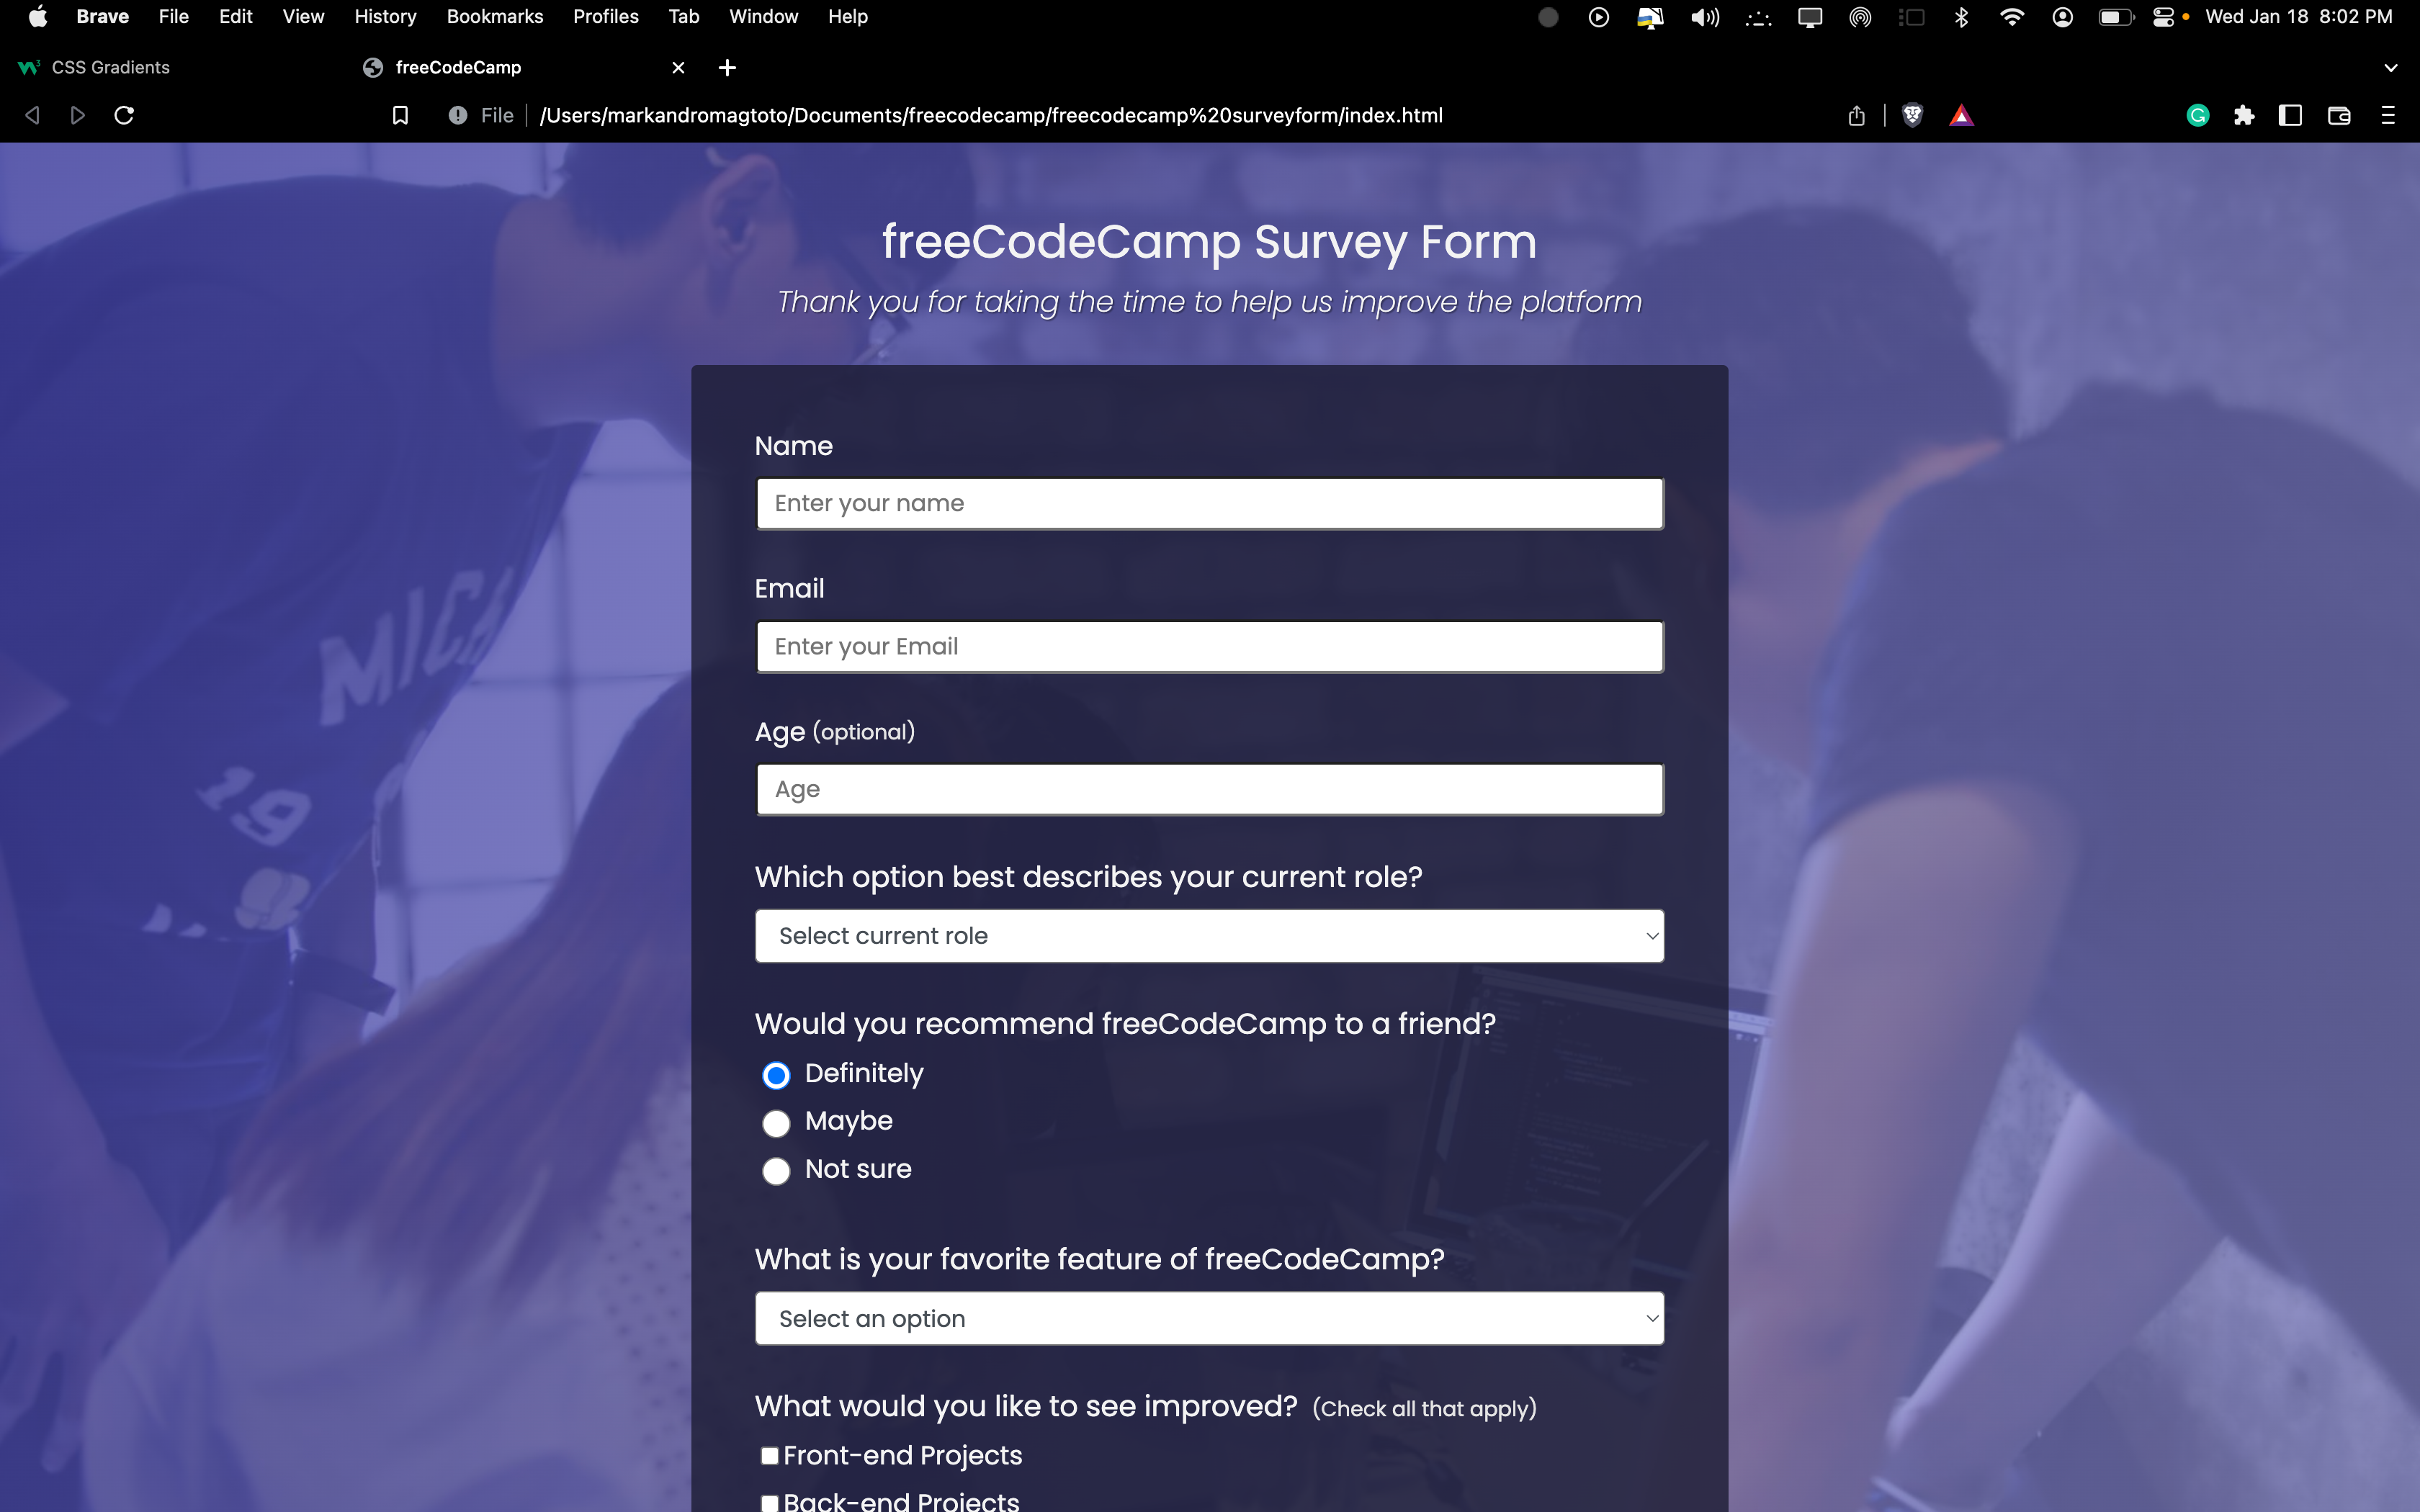 Brave File Edit View History Bookmarks Profiles Tab Window Help Wed Jan 18 8:02 PM
CSS Gradients freeCodeCamp
File /Users/markandromagtoto/Documents/freecodecamp/freecodecamp%20surveyform/index.html
freeCodeCamp Survey Form
Thank you for taking the time to help us improve the platform
Name
Enter your name
Email
Enter your Email
MICH
Age (optional)
19
Age
Which option best describes your current role?
Select current role
Would you recommend freeCodeCamp to a friend?
Definitely
Maybe
Not sure
What is your favorite feature of freeCodeCamp?
Select an option
What would you like to see improved? (Check all that apply)
Front-end Projects
Back-end Projects